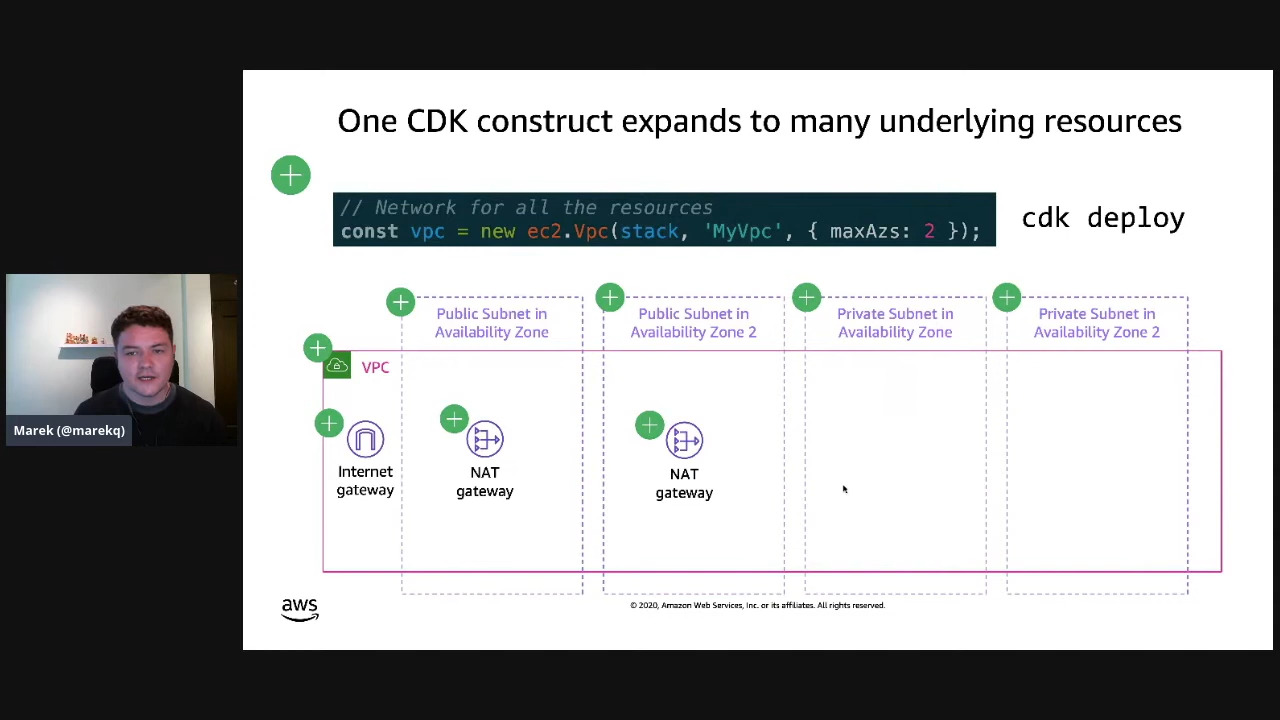 One CDK construct expands to many underlying resources
// Network for all the resources
const vpc = new ec2.Vpc(stack, 'MyVpc', { maxAzs: 2 });
cdk deploy
Public Subnet in
Availability Zone
Public Subnet in
Availability Zone 2
Private Subnet in
Availability Zone
Private Subnet in
Availability Zone 2
VPC
Internet
gateway
NAT
gateway
NAT
gateway
Marek (@marekq)
aws
© 2020, Amazon Web Services, Inc. or its affiliates. All rights reserved.